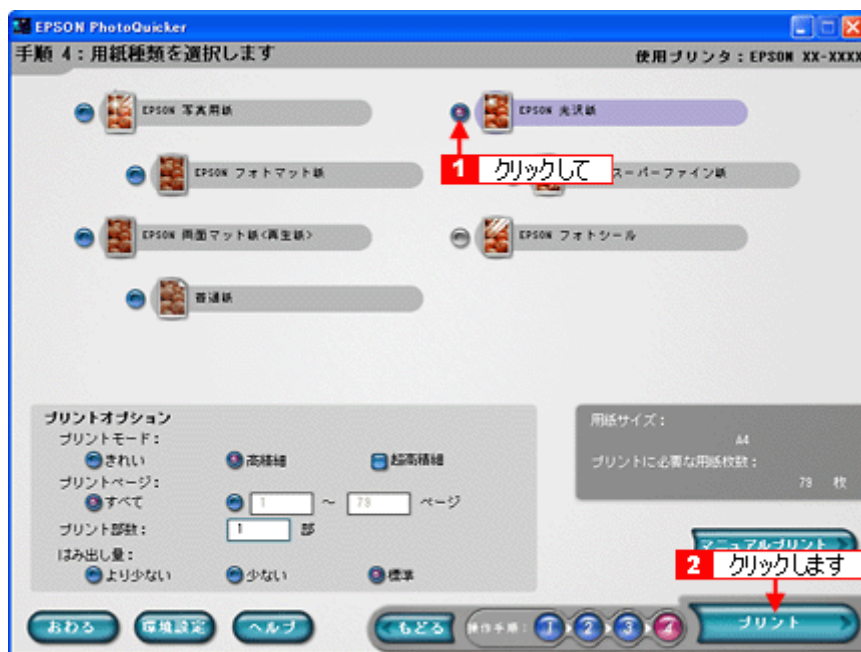 EPSON PhotoQuicker
手順 4：用紙種類を選択します
使用プリンタ：EPSON XX-XXXX
EPSON 写真用紙
EPSON 光沢紙
1 クリックして
EPSON フォトマット紙
スーパーファイン紙
EPSON 両面マット紙<再生紙>
EPSON フォトシール
普通紙
プリントオプション
プリントモード：
きれい
高精細
超高精細
プリントページ：
すべて
1 ～ 79 ページ
プリント部数：
1 部
はみ出し量：
より少ない
少ない
標準
用紙サイズ：
A4
プリントに必要な用紙枚数：
79 枚
マニュアルプリント
2 クリックします
おわる
環境設定
ヘルプ
もどる
操作手順：
1 2 3 4
プリント